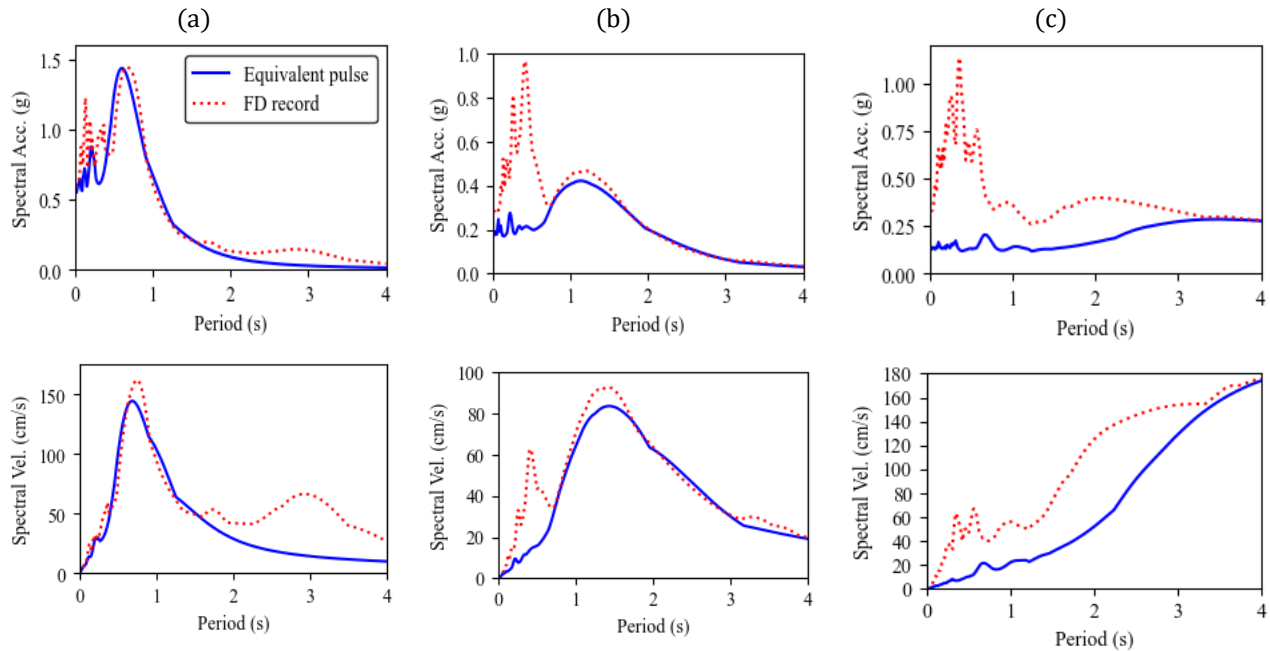 (a)
(b)
(c)
Spectral Acc. (g)
1.5
1.0
0.5
0.0
Equivalent pulse
FD record
0 1 2 3 4
Period (s)
Spectral Acc. (g)
1.0
0.8
0.6
0.4
0.2
0.0
0 1 2 3 4
Period (s)
Spectral Acc. (g)
1.00
0.75
0.50
0.25
0.00
0 1 2 3 4
Period (s)
Spectral Vel. (cm/s)
150
100
50
0
0 1 2 3 4
Period (s)
Spectral Vel. (cm/s)
100
80
60
40
20
0
0 1 2 3 4
Period (s)
Spectral Vel. (cm/s)
180
160
140
120
100
80
60
40
20
0
0 1 2 3 4
Period (s)